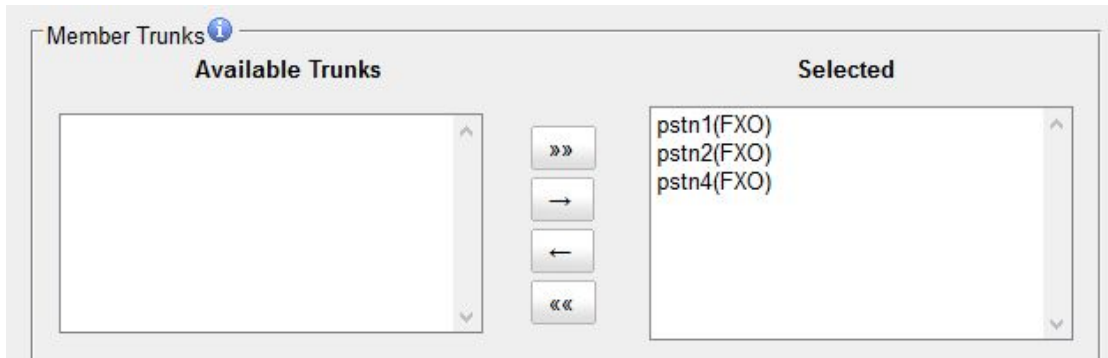 Member Trunks
Available Trunks
Selected
pstn1(FXO)
pstn2(FXO)
pstn4(FXO)
»»
→
←
««